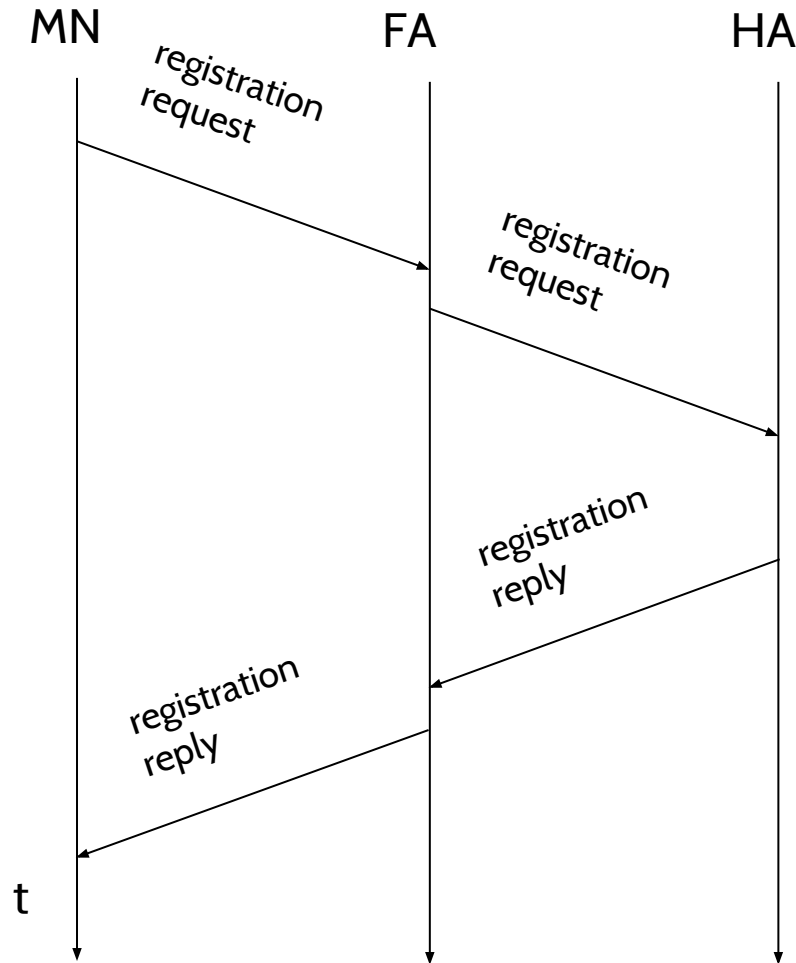 MN
FA
HA
registration
request
registration
request
registration
reply
registration
reply
t